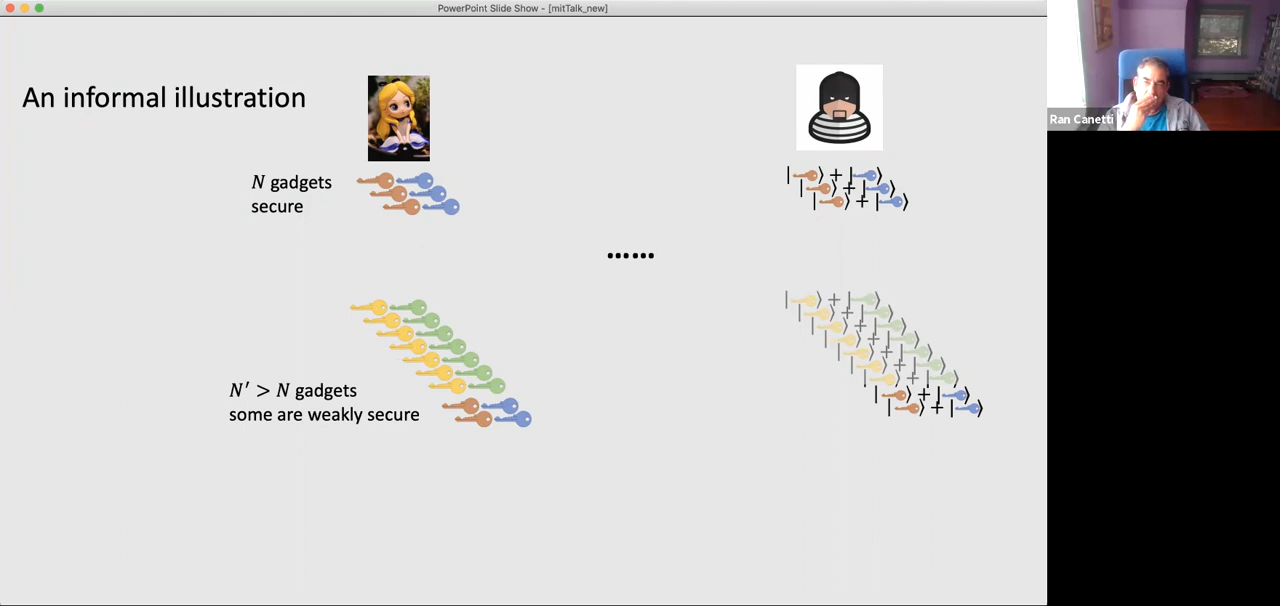 PowerPoint Slide Show - [mitTalk_new]
An informal illustration
Ran Canetti
N gadgets
secure
......
N′ > N gadgets
some are weakly secure